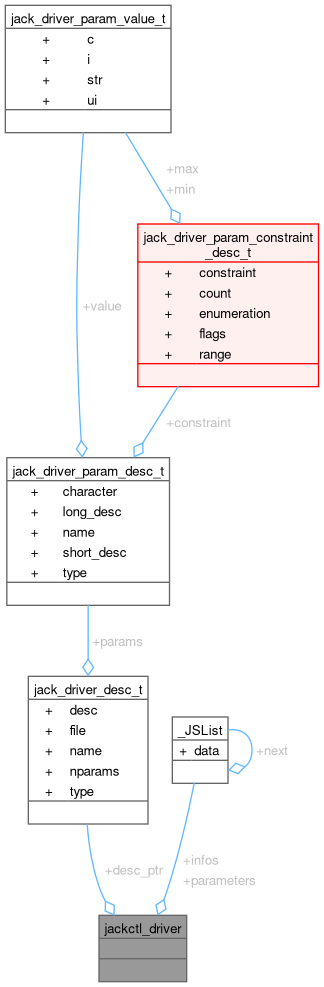 jack_driver_param_value_t
+ c
+ i
+ str
+ ui
+max
+min
jack_driver_param_constraint
_desc_t
+ constraint
+ count
+ enumeration
+ flags
+ range
+value
+constraint
jack_driver_param_desc_t
+ character
+ long_desc
+ name
+ short_desc
+ type
+params
jack_driver_desc_t
+ desc
+ file
+ name
+ nparams
+ type
_JSList
+ data
+next
+desc_ptr
+infos
+parameters
jackctl_driver